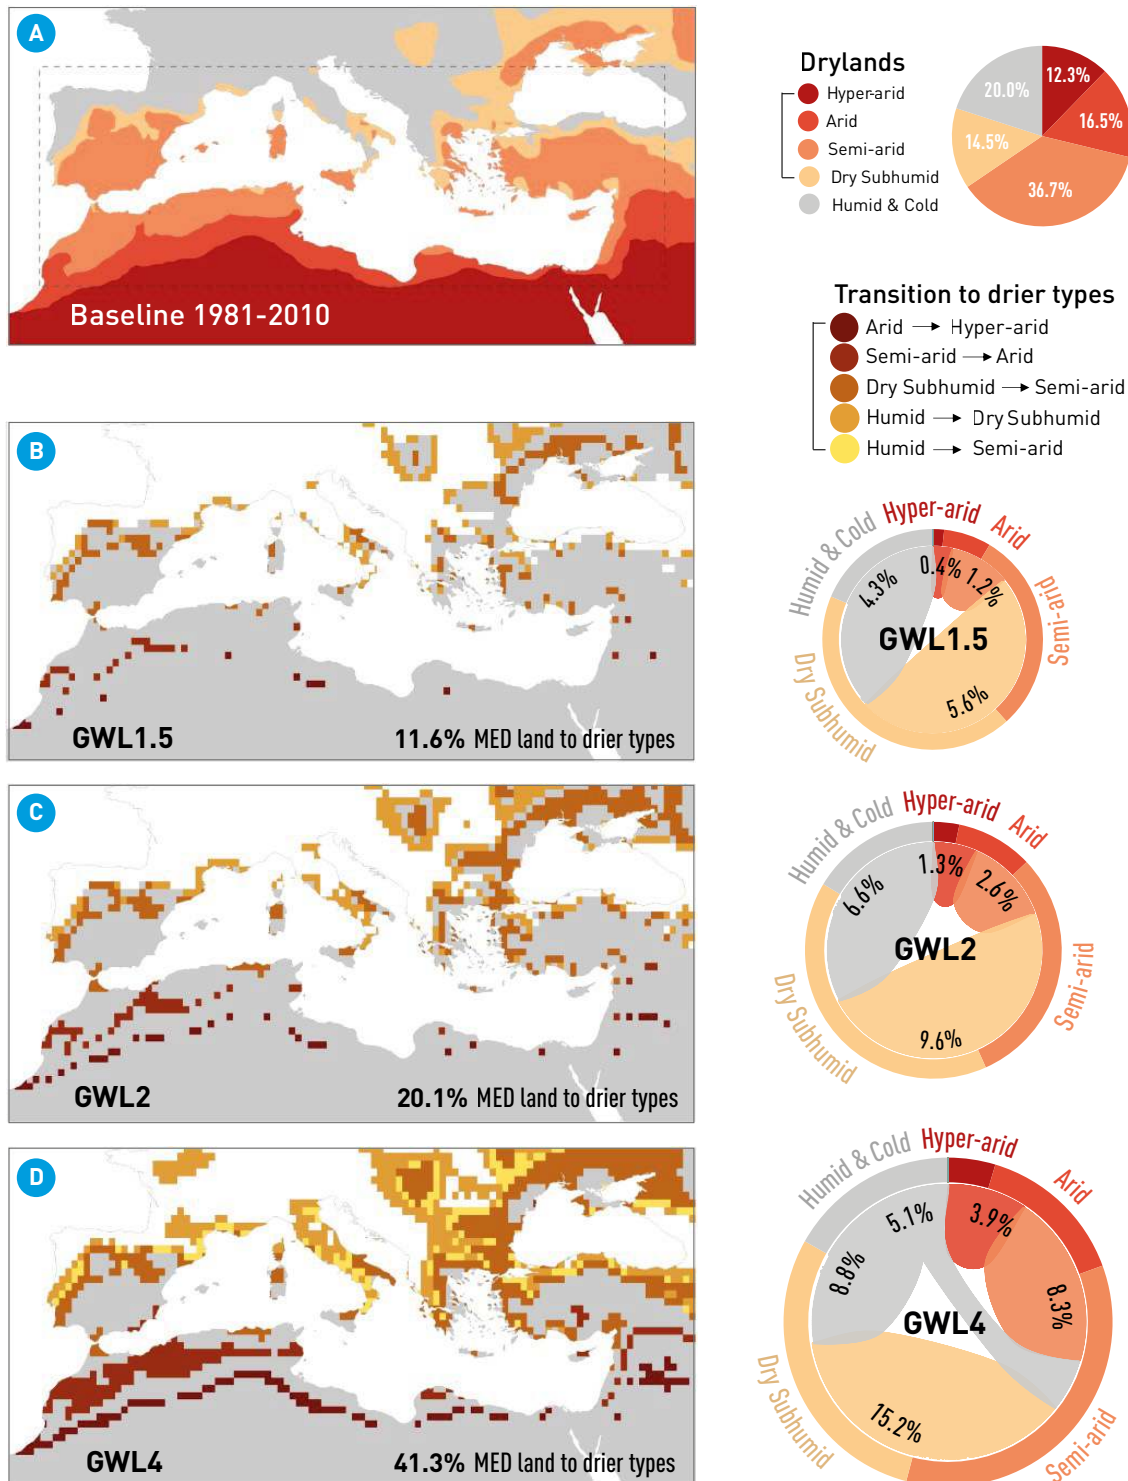 A
Baseline 1981-2010
Drylands
Hyper-arid
Arid
Semi-arid
Dry Subhumid
Humid & Cold
12.3%
16.5%
36.7%
14.5%
20.0%
Transition to drier types
Arid → Hyper-arid
Semi-arid → Arid
Dry Subhumid → Semi-arid
Humid → Dry Subhumid
Humid → Semi-arid
B
GWL1.5
11.6% MED land to drier types
Humid & Cold
Hyper-arid
Arid
Semi-arid
Dry Subhumid
4.3%
0.4%
1.2%
5.6%
GWL1.5
C
GWL2
20.1% MED land to drier types
Humid & Cold
Hyper-arid
Arid
Semi-arid
Dry Subhumid
6.6%
1.3%
2.6%
9.6%
GWL2
D
GWL4
41.3% MED land to drier types
Humid & Cold
Hyper-arid
Arid
Semi-arid
Dry Subhumid
5.1%
3.9%
8.8%
8.3%
15.2%
GWL4